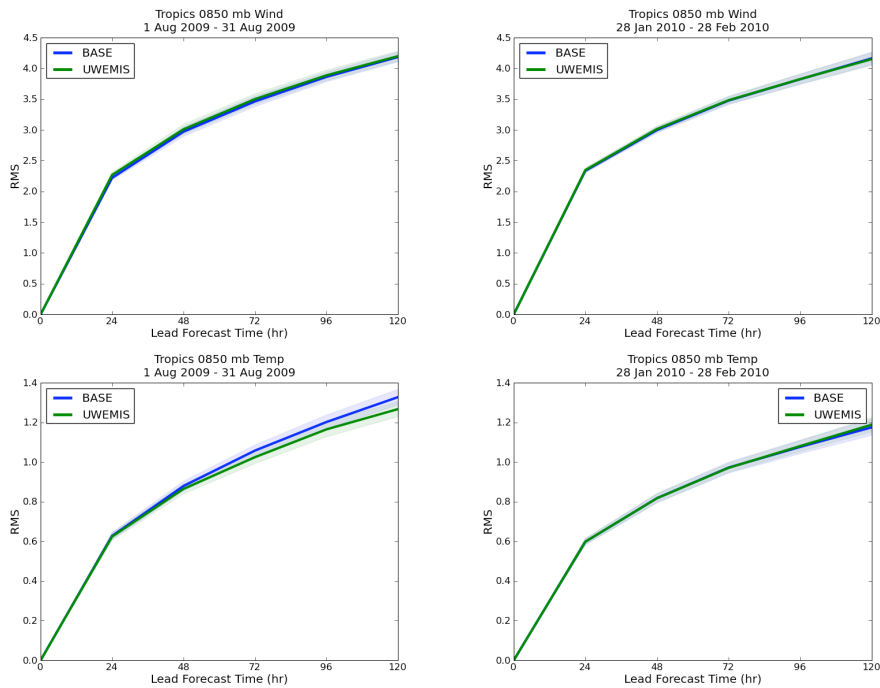 Tropics 0850 mb Wind
1 Aug 2009 - 31 Aug 2009
4.5
4.0
3.5
3.0
2.5
2.0
1.5
1.0
0.5
0.0
RMS
BASE
UWEMIS
0 24 48 72 96 120
Lead Forecast Time (hr)
Tropics 0850 mb Wind
28 Jan 2010 - 28 Feb 2010
4.5
4.0
3.5
3.0
2.5
2.0
1.5
1.0
0.5
0.0
RMS
BASE
UWEMIS
0 24 48 72 96 120
Lead Forecast Time (hr)
Tropics 0850 mb Temp
1 Aug 2009 - 31 Aug 2009
1.4
1.2
1.0
0.8
0.6
0.4
0.2
0.0
RMS
BASE
UWEMIS
0 24 48 72 96 120
Lead Forecast Time (hr)
Tropics 0850 mb Temp
28 Jan 2010 - 28 Feb 2010
1.4
1.2
1.0
0.8
0.6
0.4
0.2
0.0
RMS
BASE
UWEMIS
0 24 48 72 96 120
Lead Forecast Time (hr)